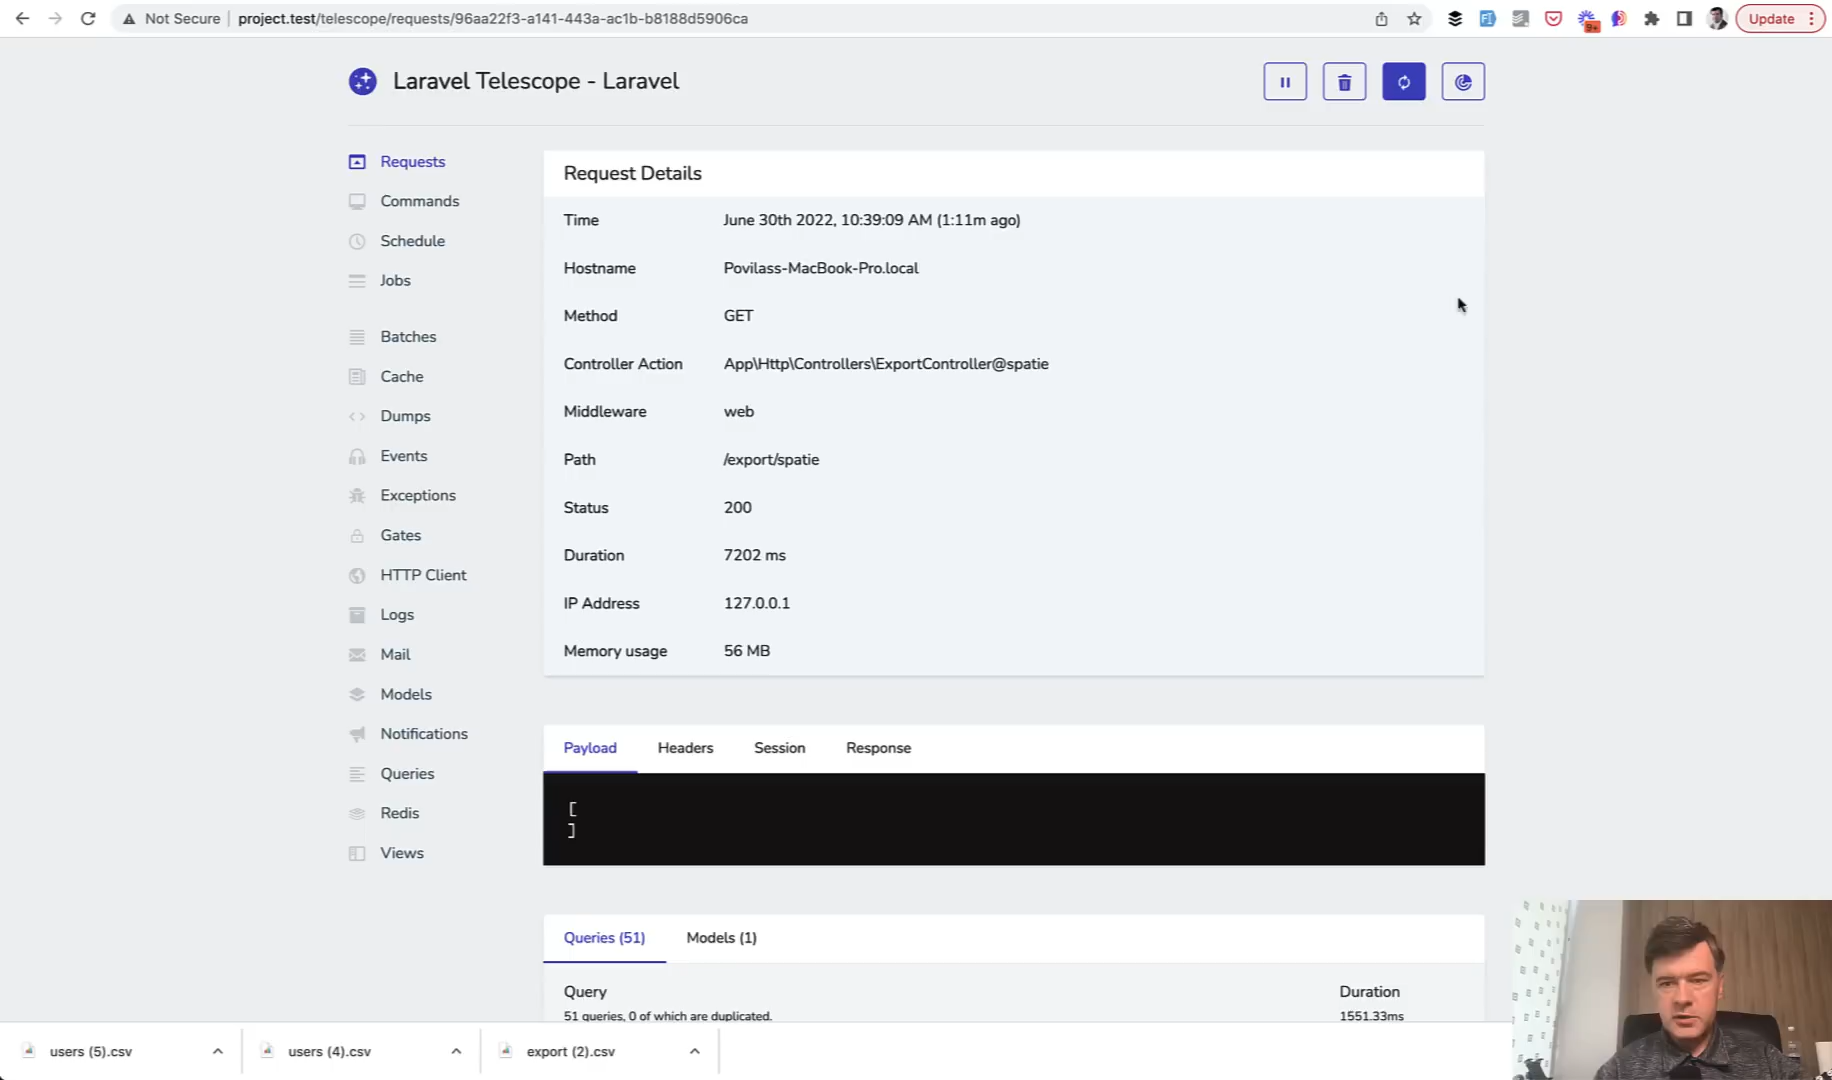 Not Secure | project.test/telescope/requests/96aa22f3-a141-443a-ac1b-b8188d5906ca
9+
Update
Laravel Telescope - Laravel
Requests
Commands
Schedule
Jobs
Batches
Cache
Dumps
Events
Exceptions
Gates
HTTP Client
Logs
Mail
Models
Notifications
Queries
Redis
Views
Request Details
Time June 30th 2022, 10:39:09 AM (1:11m ago)
Hostname Povilass-MacBook-Pro.local
Method GET
Controller Action App\Http\Controllers\ExportController@spatie
Middleware web
Path /export/spatie
Status 200
Duration 7202 ms
IP Address 127.0.0.1
Memory usage 56 MB
Payload Headers Session Response
[
]
Queries (51) Models (1)
Query Duration
51 queries, 0 of which are duplicated. 1551.33ms
users (5).csv users (4).csv export (2).csv